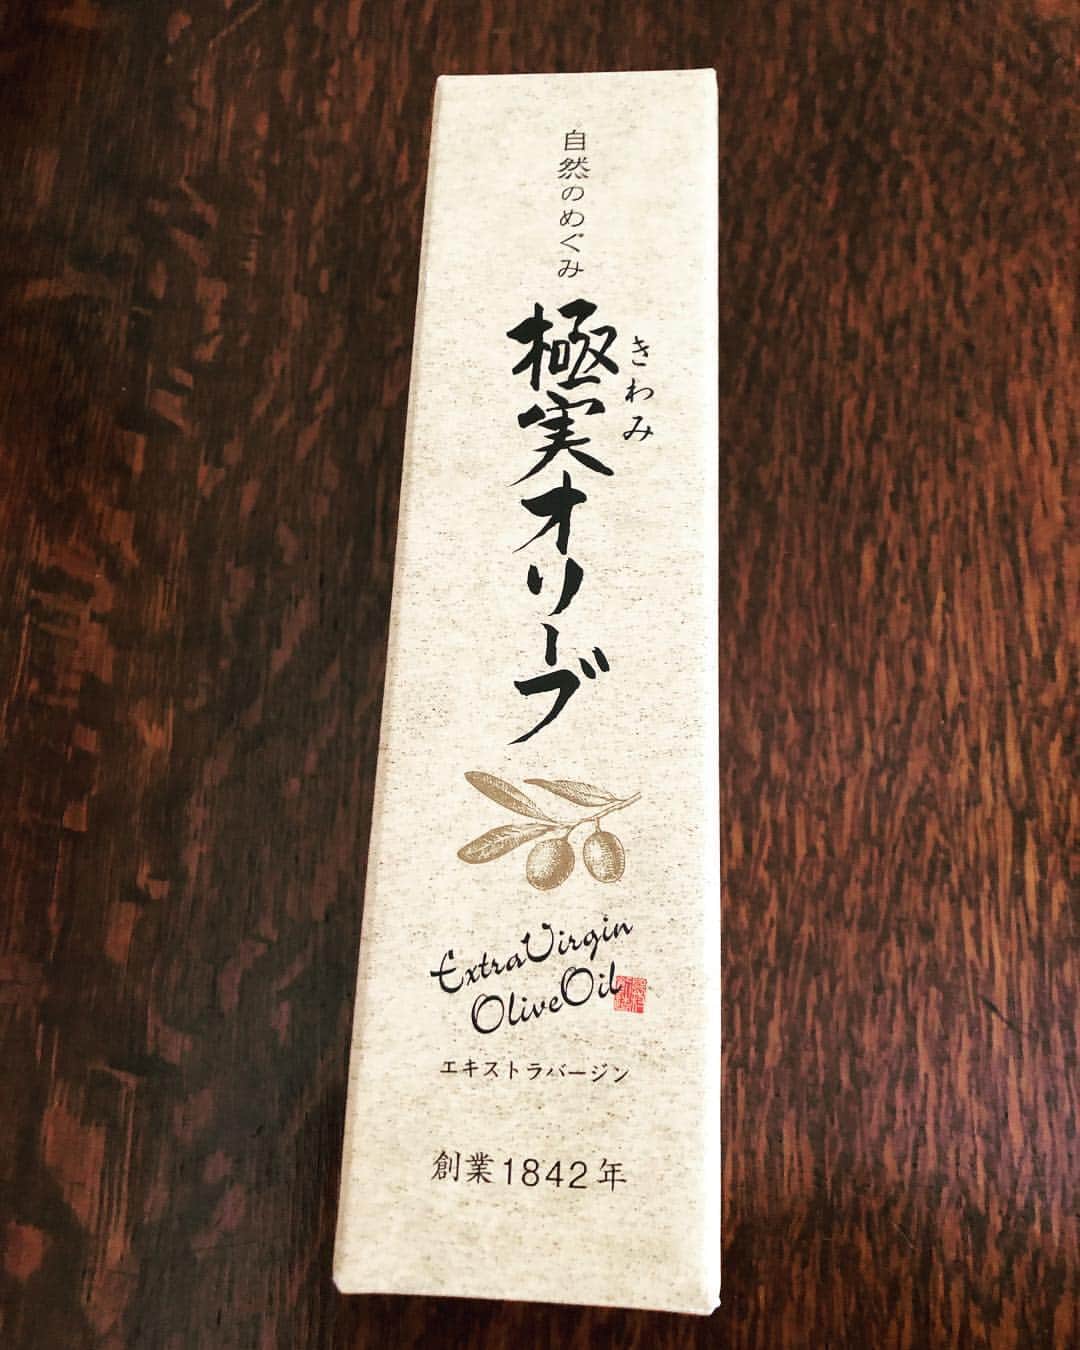 自然のめぐみ
極実オリーブ
きわみ
Extra Virgin
Olive Oil
エキストラバージン
創業1842年